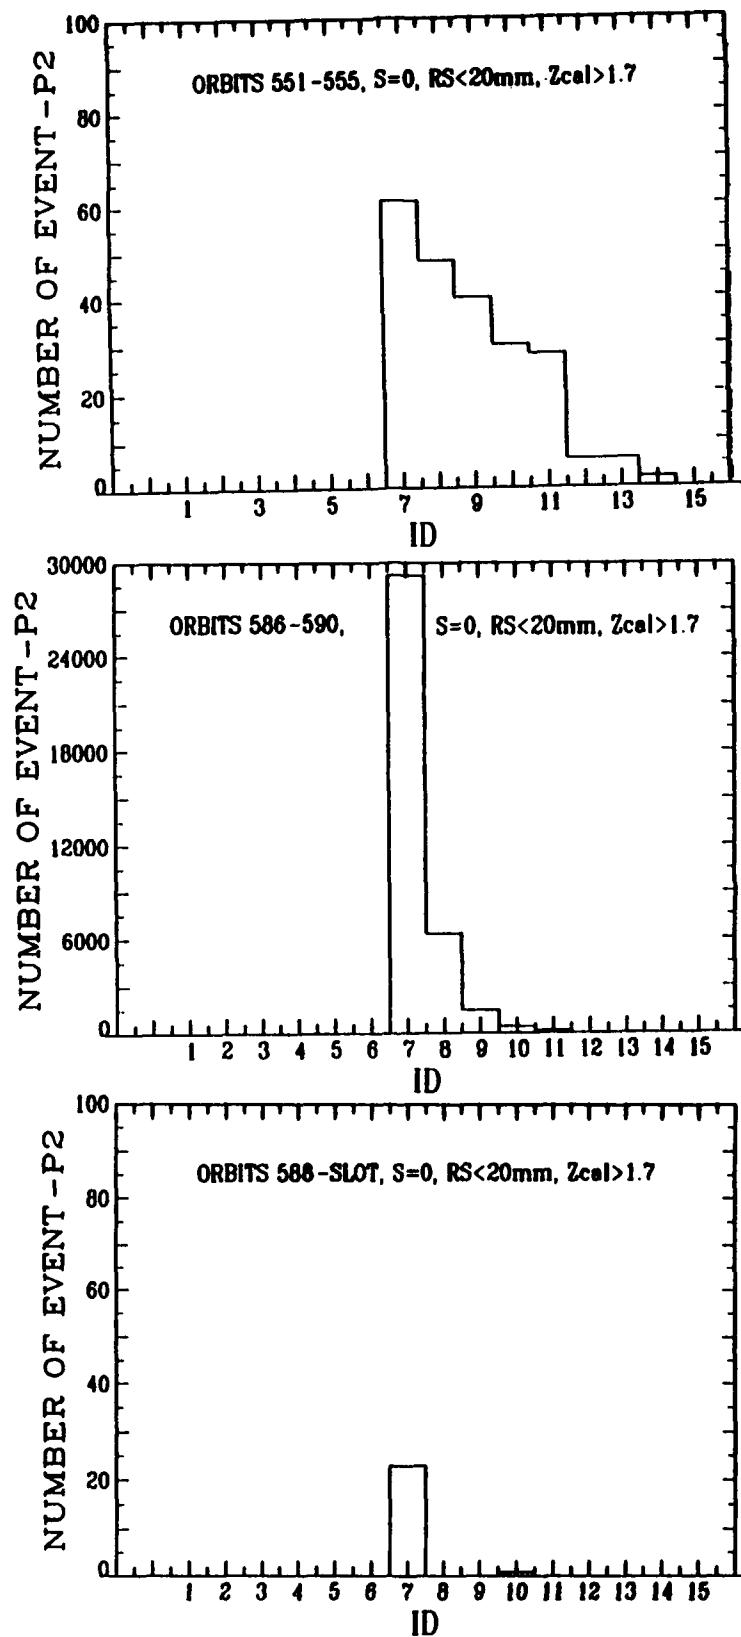 NUMBER OF EVENT-P2
100
80
60
40
20
0
ORBITS 551-555, S=0, RS<20mm, Zcal>1.7
1 3 5 7 9 11 13 15
ID
NUMBER OF EVENT-P2
30000
24000
18000
12000
6000
0
ORBITS 586-590, S=0, RS<20mm, Zcal>1.7
1 2 3 4 5 6 7 8 9 10 11 12 13 14 15
ID
NUMBER OF EVENT-P2
100
80
60
40
20
0
ORBITS 588-SLOT, S=0, RS<20mm, Zcal>1.7
1 2 3 4 5 6 7 8 9 10 11 12 13 14 15
ID